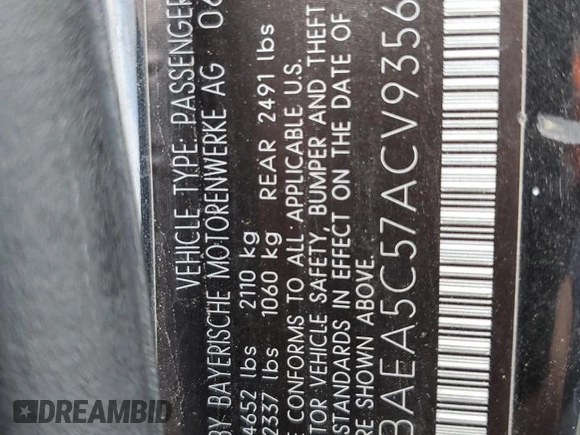 VEHICLE TYPE: PASSENGER
BY BAYERISCHE MOTORENWERKE AG 06
4652 lbs 2110 kg
2337 lbs 1060 kg REAR 2491 lbs
CONFORMS TO ALL APPLICABLE U.S.
VEHICLE SAFETY, BUMPER AND THEFT
STANDARDS IN EFFECT ON THE DATE OF
SHOWN ABOVE
BAEA5C57ACV9356
DREAMBID